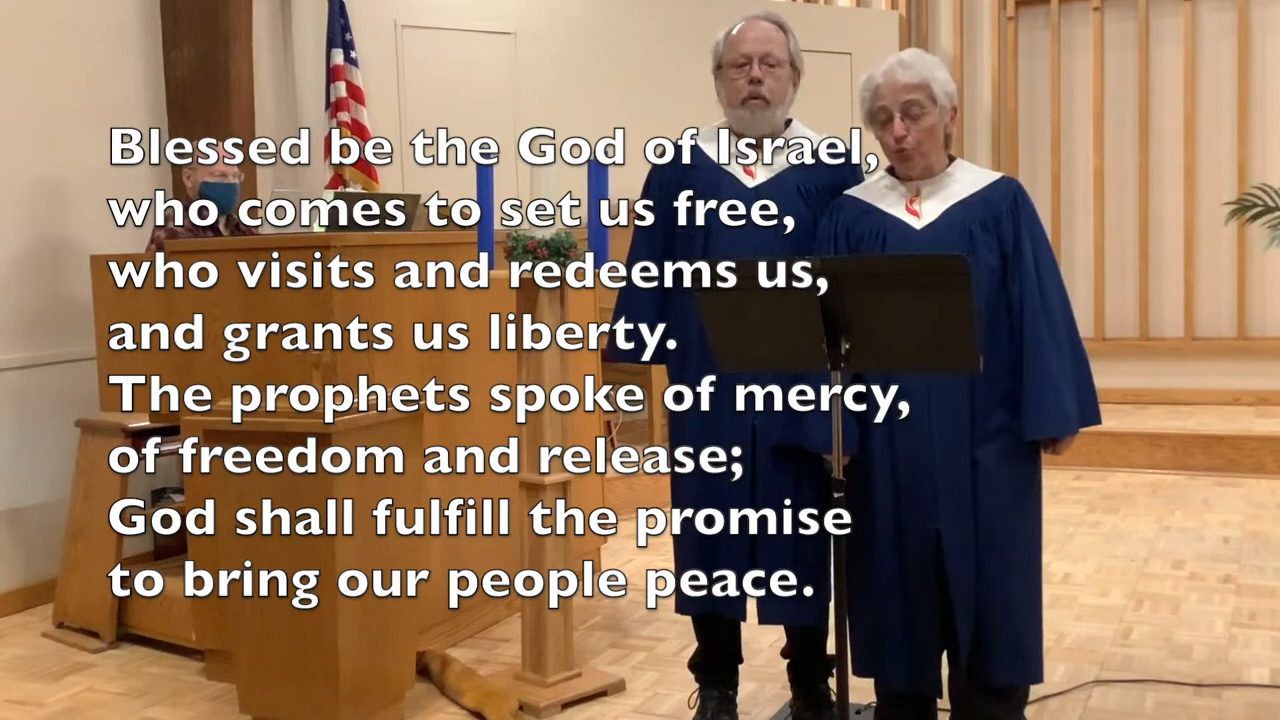 Blessed be the God of Israel,
who comes to set us free,
who visits and redeems us,
and grants us liberty.
The prophets spoke of mercy,
of freedom and release;
God shall fulfill the promise
to bring our people peace.